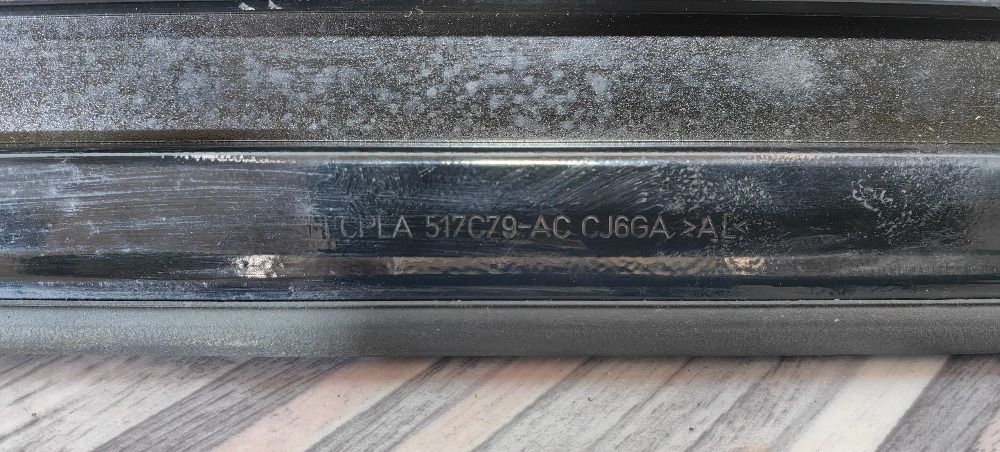 CPLA 517C79-AC CJ6GA >AL<